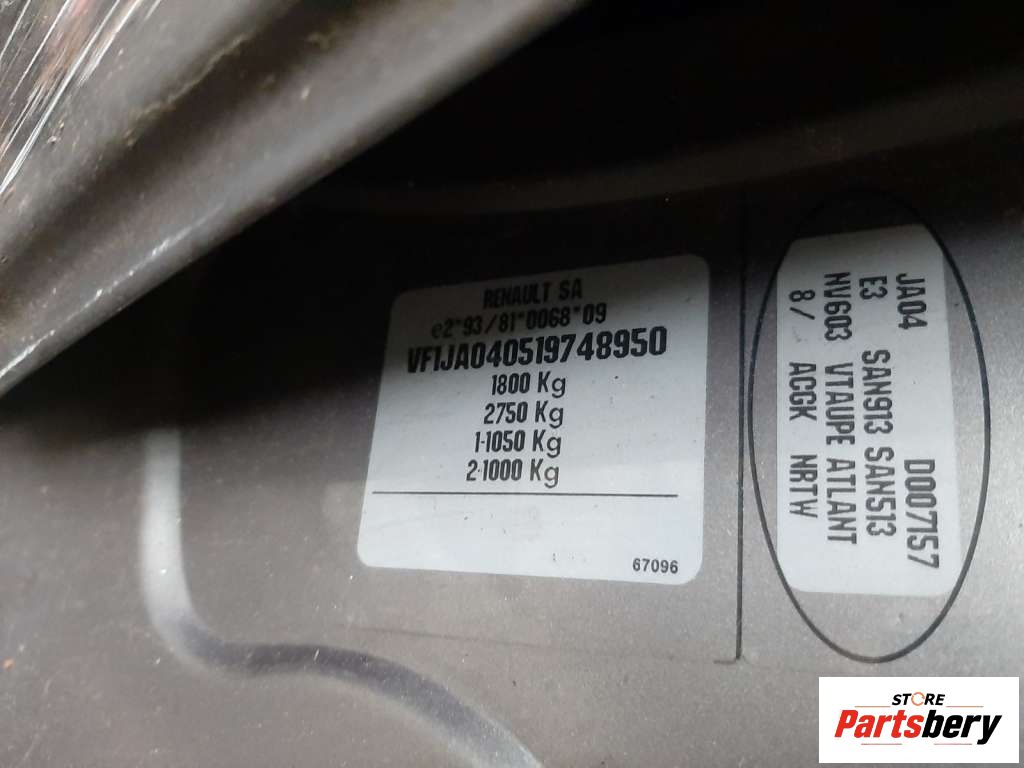 RENAULT SA
e2*93/81*0068*09
VF1JA040519748950
1800 Kg
2750 Kg
1-1050 Kg
2-1000 Kg
67096
JA04 D007157
E3 SAN913 SAN513
NV603 VTAUPE ATLANT
8/ ACGK NRTW
STORE
Partsbery